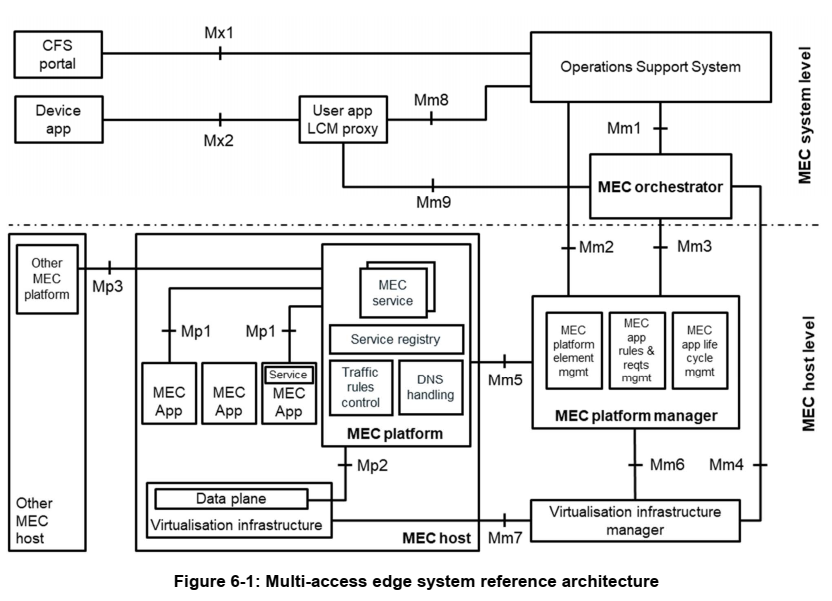 Mx1
CFS
portal
Operations Support System
Device
app
Mx2
User app
LCM proxy
Mm8
Mm1
MEC orchestrator
Mm9
MEC system level
Mm2
Mm3
Other
MEC
platform
Mp3
MEC
service
Mp1
Mp1
Service registry
MEC
App
MEC
App
Service
MEC
App
Traffic
rules
control
DNS
handling
MEC platform
Mm5
MEC
platform
element
mgmt
MEC
app
rules &
reqts
mgmt
MEC
app life
cycle
mgmt
MEC platform manager
MEC host level
Mp2
Mm6
Mm4
Data plane
Virtualisation infrastructure
Other
MEC
host
MEC host
Mm7
Virtualisation infrastructure
manager
Figure 6-1: Multi-access edge system reference architecture